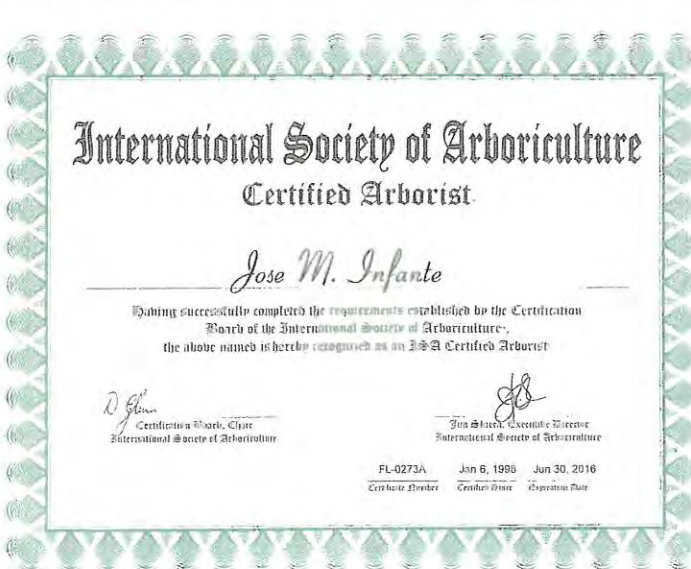 International Society of Arboriculture
Certified Arborist
Jose M. Infante
Having successfully completed the requirements established by the Certification
Board of the International Society of Arboriculture,
the above named is hereby recognized as an ISA Certified Arborist
D. Glenn
Certification Board, Chair
International Society of Arboriculture
Jim Skiera, Executive Director
International Society of Arboriculture
FL-0273A Jan 6, 1998 Jun 30, 2016
Certificate Number Certified Since Expiration Date